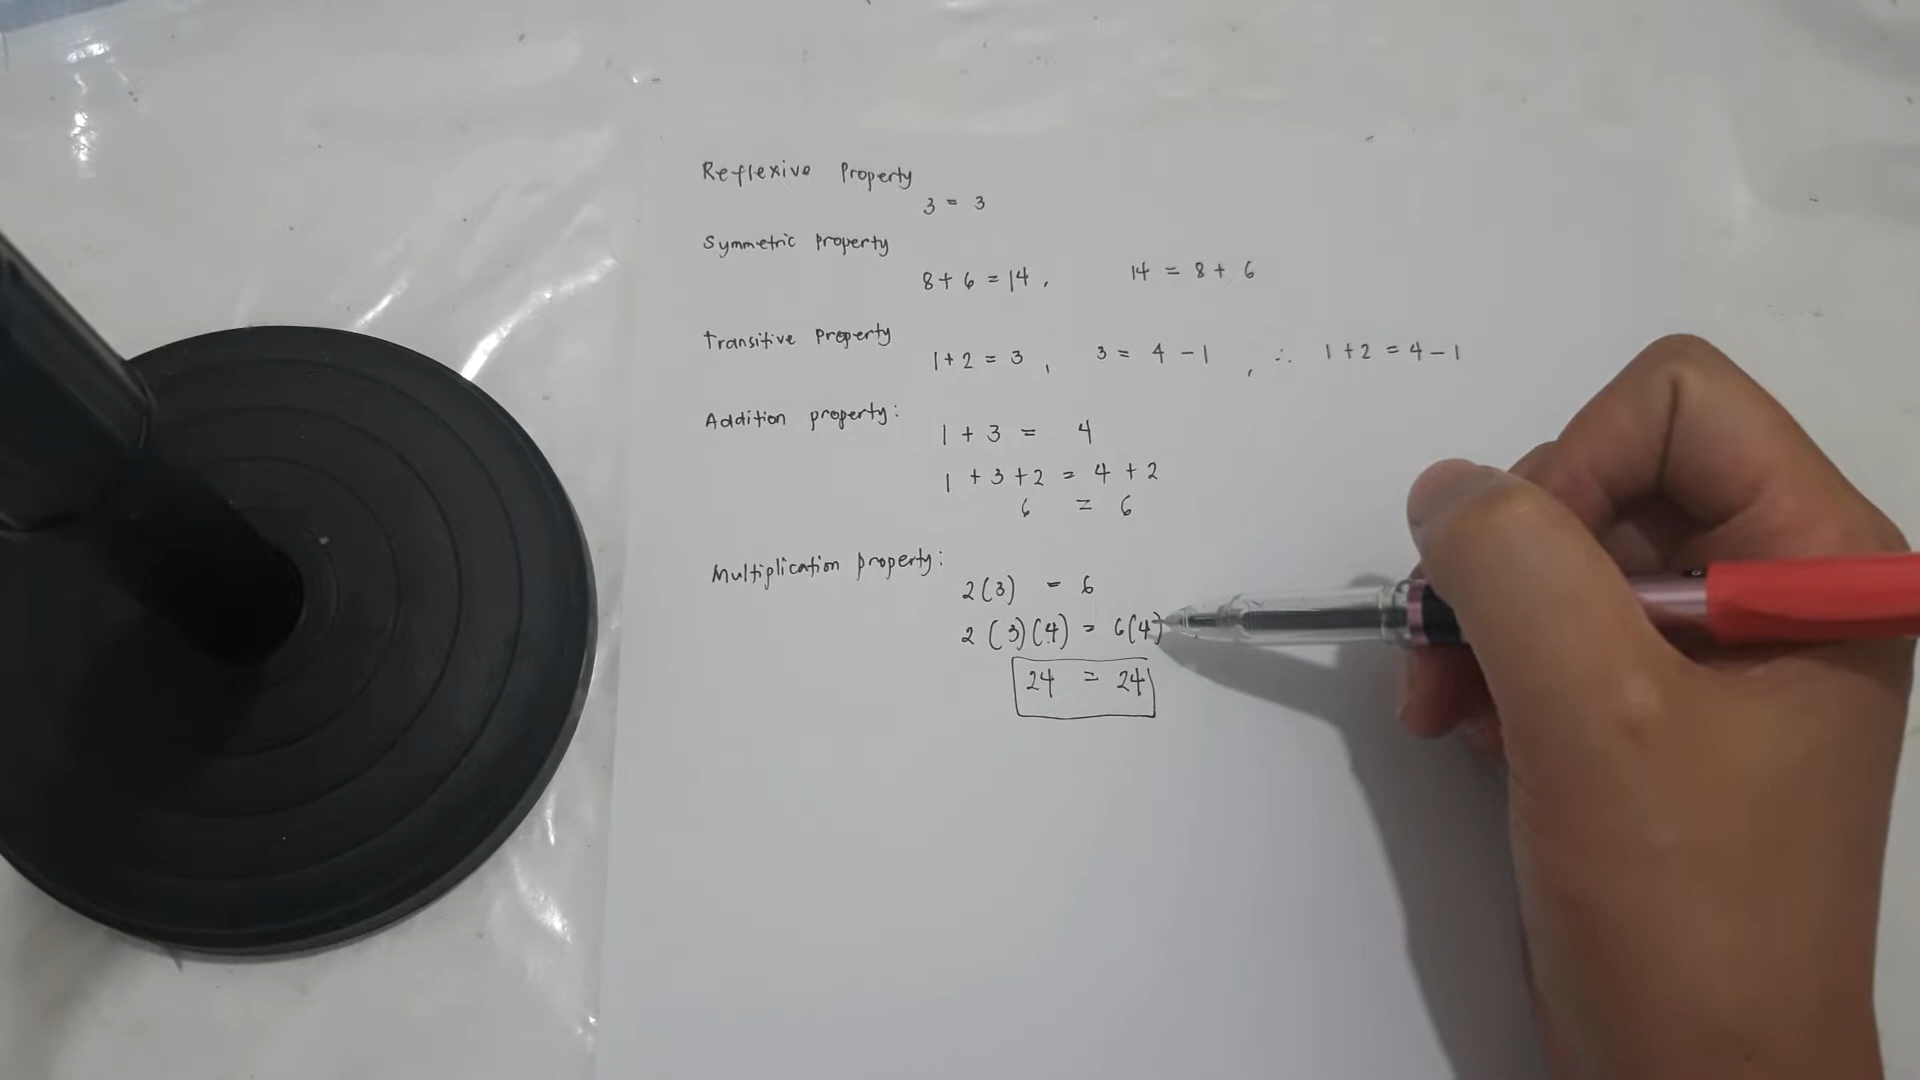 Reflexive Property
3 = 3
Symmetric Property
8 + 6 = 14 , 14 = 8 + 6
Transitive Property
1 + 2 = 3 , 3 = 4 - 1 , ∴ 1 + 2 = 4 - 1
Addition property:
1 + 3 = 4
1 + 3 + 2 = 4 + 2
6 = 6
Multiplication property:
2(3) = 6
2(3)(4) = 6(4)
24 = 24